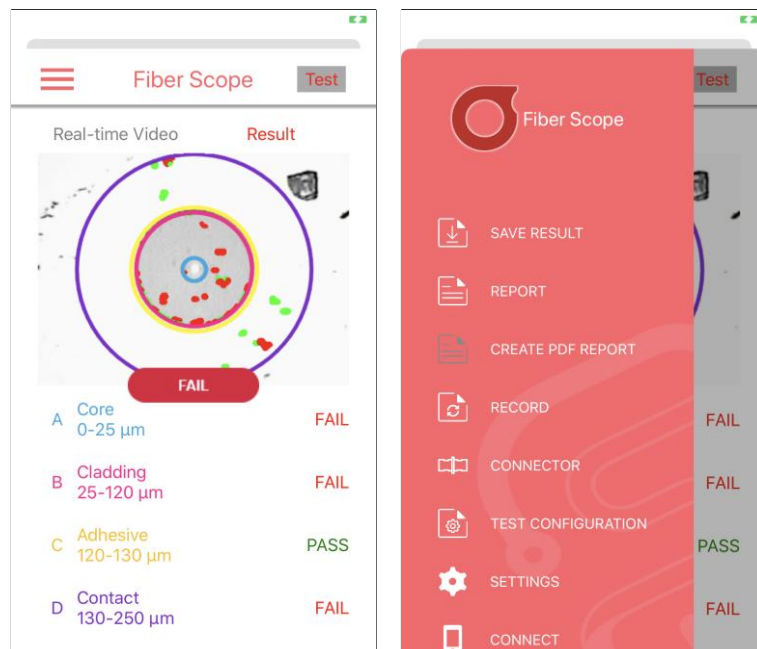 Fiber Scope
Test
Real-time Video
Result
FAIL
A
Core
0-25 μm
FAIL
B
Cladding
25-120 μm
FAIL
C
Adhesive
120-130 μm
PASS
D
Contact
130-250 μm
FAIL
Test
Fiber Scope
SAVE RESULT
REPORT
CREATE PDF REPORT
RECORD
CONNECTOR
TEST CONFIGURATION
SETTINGS
CONNECT
FAIL
FAIL
PASS
FAIL